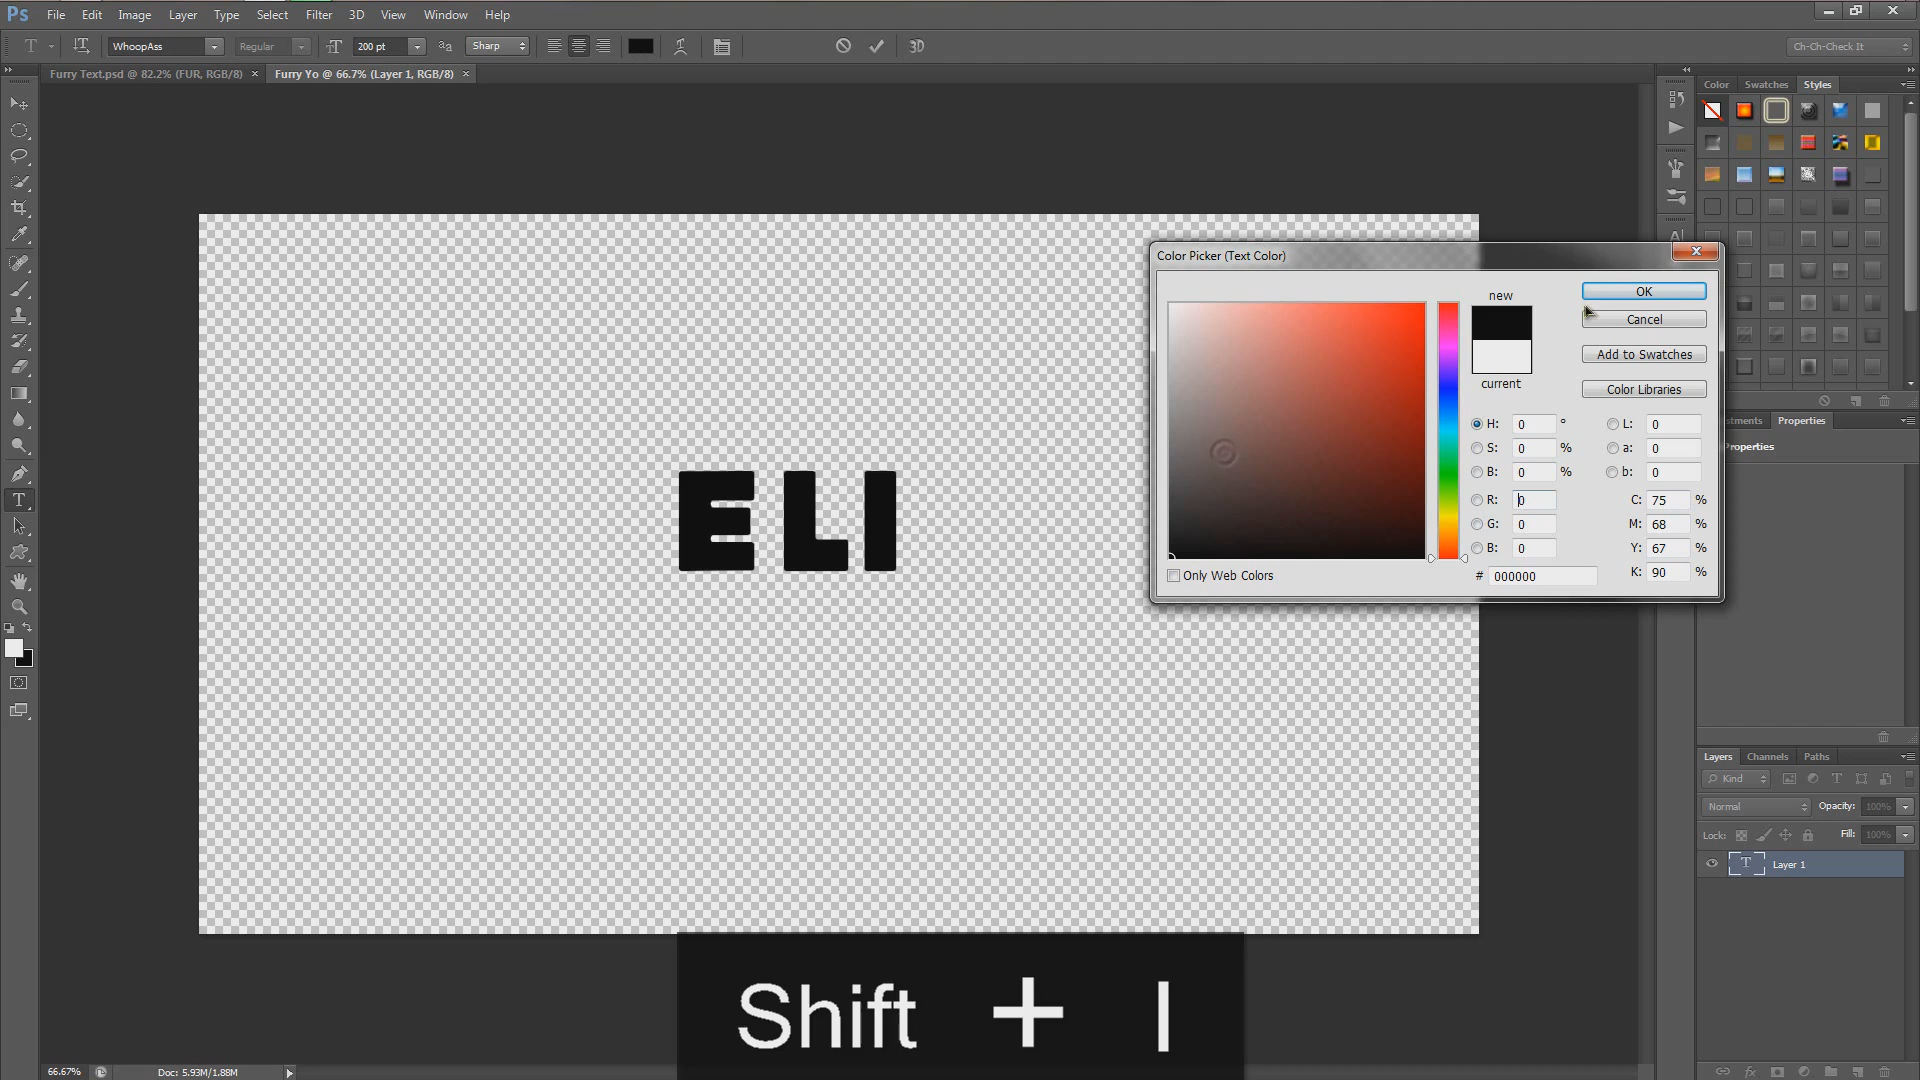 Ps File Edit Image Layer Type Select Filter 3D View Window Help
WhoopAss Regular 200 pt Sharp 3D Ch-Ch-Check It
Furry Text.psd @ 82.2% (FUR, RGB/8) × Furry Yo @ 66.7% (Layer 1, RGB/8) ×
Color Swatches Styles
Color Picker (Text Color)
new
current
OK
Cancel
Add to Swatches
Color Libraries
H: 0 ° L: 0
S: 0 % a: 0
B: 0 % b: 0
R: 0 C: 75 %
G: 0 M: 68 %
B: 0 Y: 67 %
# 000000 K: 90 %
Only Web Colors
ELI
stments Properties
Properties
Layers Channels Paths
Kind
Normal Opacity: 100%
Lock: Fill: 100%
T Layer 1
Shift + I
66.67% Doc: 5.93M/1.88M